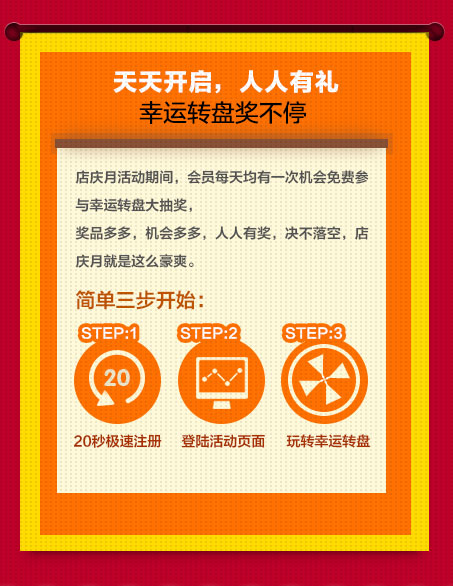 天天开启，人人有礼
幸运转盘奖不停
店庆月活动期间，会员每天均有一次机会免费参
与幸运转盘大抽奖，
奖品多多，机会多多，人人有奖，决不落空，店
庆月就是这么豪爽。
简单三步开始：
STEP:1 STEP:2 STEP:3
20
20秒极速注册 登陆活动页面 玩转幸运转盘